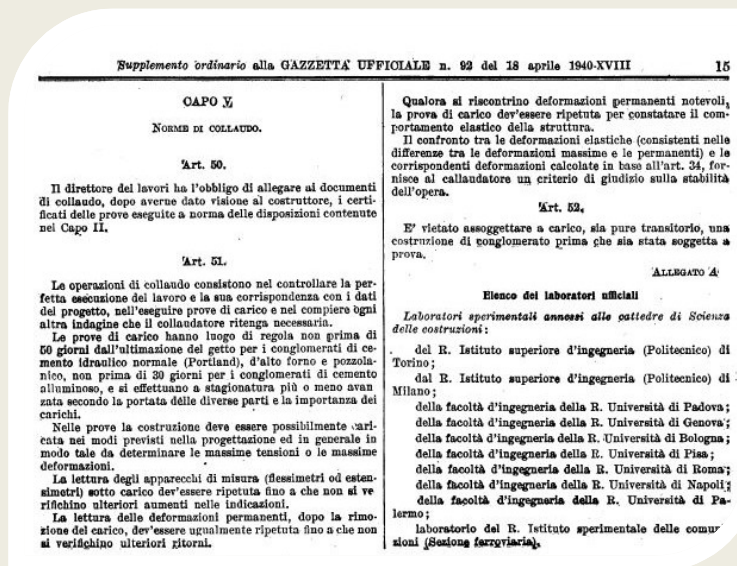 Supplemento ordinario alla GAZZETTA UFFICIALE n. 92 del 18 aprile 1940-XVIII 15
CAPO V.
NORME DI COLLAUDO.
Art. 50.
Il direttore dei lavori ha l'obbligo di allegare ai documenti
di collaudo, dopo averne dato visione al costruttore, i certi-
ficati delle prove eseguite a norma delle disposizioni contenute
nel Capo II.
Art. 51.
Le operazioni di collaudo consistono nel controllare la per-
fetta esecuzione del lavoro e la sua corrispondenza con i dati
del progetto, nell'eseguire prove di carico e nel compiere ogni
altra indagine che il collaudatore ritenga necessaria.
Le prove di carico hanno luogo di regola non prima di
50 giorni dall'ultimazione del getto per i conglomerati di ce-
mento idraulico normale (Portland), d'alto forno e pozzola-
nico, non prima di 30 giorni per i conglomerati di cemento
alluminoso, e si effettuano a stagionatura più o meno avan
zata secondo la portata delle diverse parti e la importanza dei
carichi.
Nelle prove la costruzione deve essere possibilmente cari-
cata nei modi previsti nella progettazione ed in generale in
modo tale da determinare le massime tensioni o le massime
deformazioni.
La lettura degli apparecchi di misura (flessimetri od esten-
simetri) sotto carico dev'essere ripetuta fino a che non si ve
rifichino ulteriori aumenti nelle indicazioni.
La lettura delle deformazioni permanenti, dopo la rimo-
zione del carico, dev'essere ugualmente ripetuta fino a che non
si verifichino ulteriori ritorni.
Qualora si riscontrino deformazioni permanenti notevoli,
la prova di carico dev'essere ripetuta per constatare il com-
portamento elastico della struttura.
Il confronto tra le deformazioni elastiche (consistenti nelle
differenze tra le deformazioni massime e le permanenti) e le
corrispondenti deformazioni calcolate in base all'art. 34, for-
nisce al callaudatore un criterio di giudizio sulla stabilità
dell'opera.
Art. 52.
E' vietato assoggettare a carico, sia pure transitorio, una
costruzione di conglomerato prima che sia stata soggetta a
prova.
ALLEGATO A
Elenco dei laboratori ufficiali
Laboratori sperimentali annessi alle cattedre di Scienza
delle costruzioni:
del R. Istituto superiore d'ingegneria (Politecnico) di
Torino;
dal R. Istituto superiore d'ingegneria (Politecnico) di
Milano;
della facoltà d'ingegneria della R. Università di Padova;
della facoltà d'ingegneria della R. Università di Genova;
della facoltà d'ingegneria della R. Università di Bologna;
della facoltà d'ingegneria della R. Università di Pisa;
della facoltà d'ingegneria della R. Università di Roma;
della facoltà d'ingegneria della R. Università di Napoli;
della facoltà d'ingegneria della R. Università di Pa-
lermo;
laboratorio del R. Istituto sperimentale delle comun
zioni (Sezione ferroviaria).